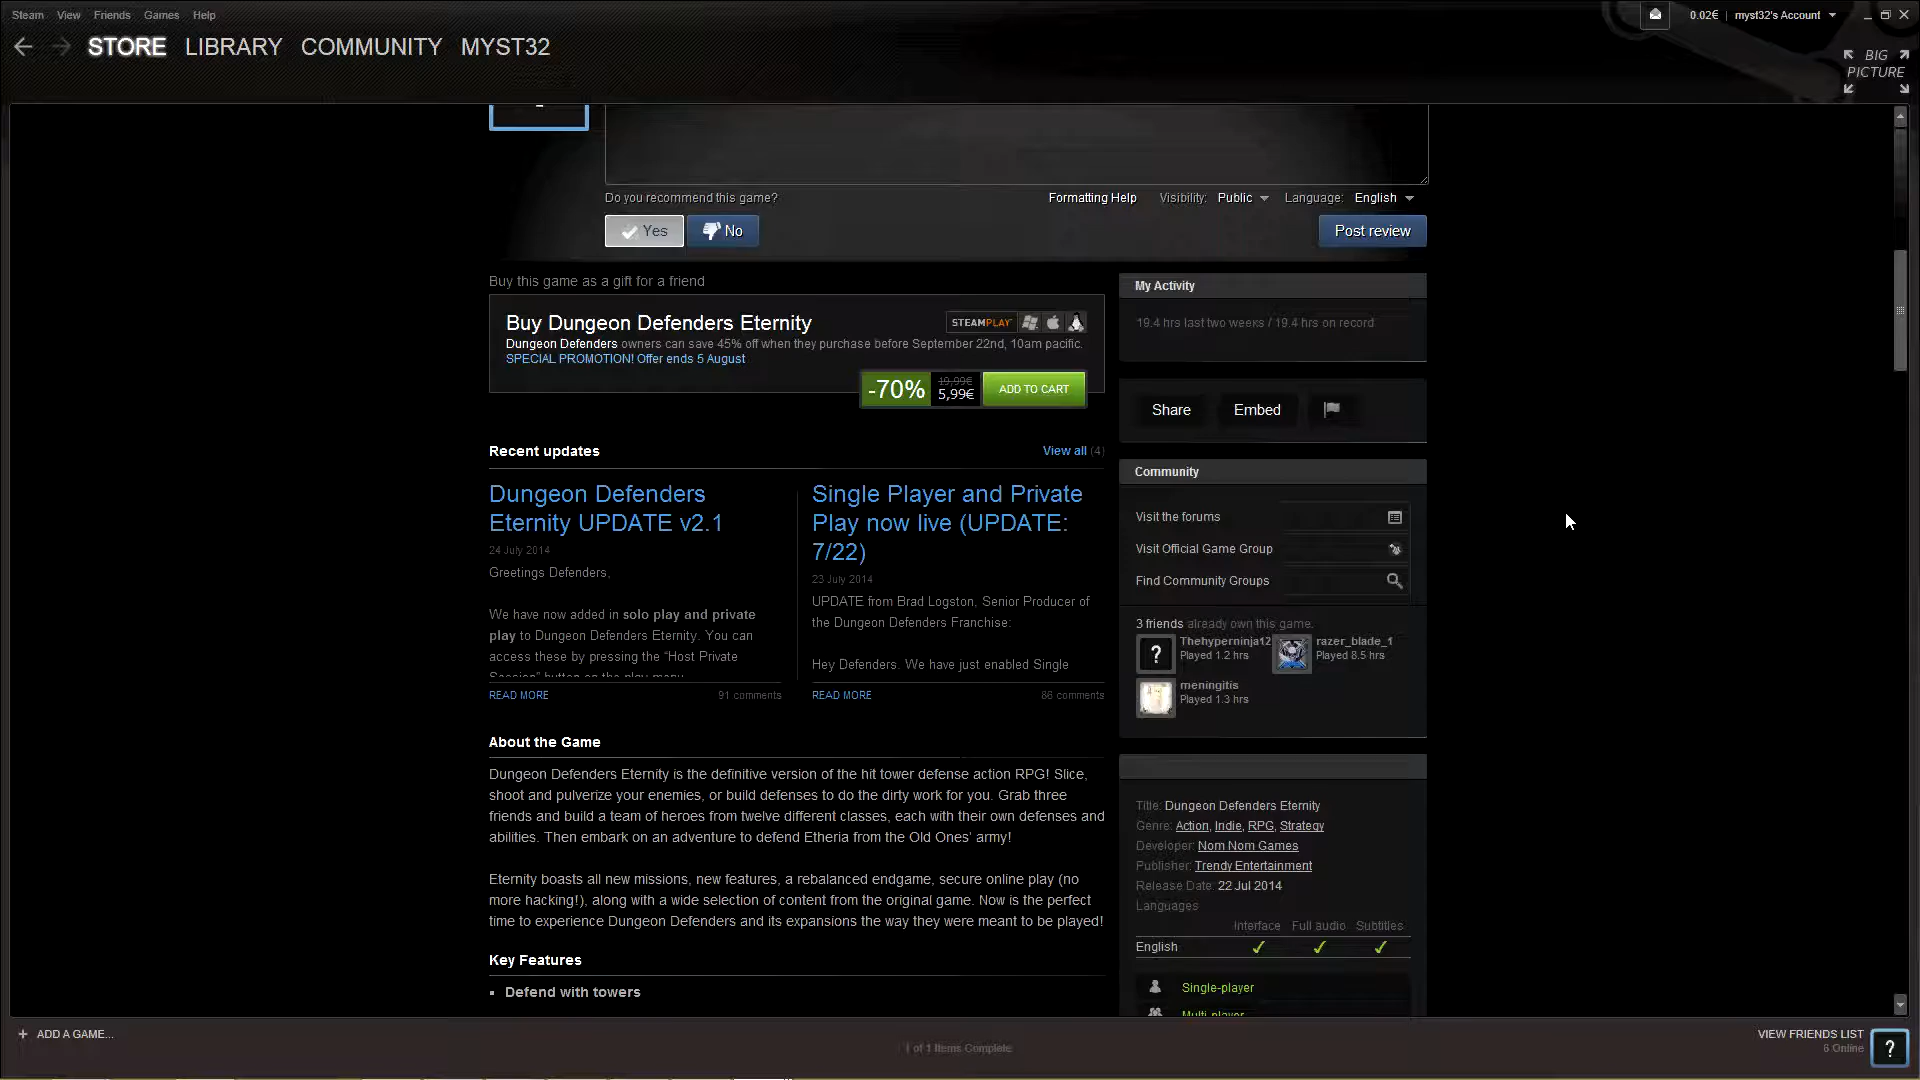 Steam View Friends Games Help
0.02€ myst32's Account
STORE LIBRARY COMMUNITY MYST32
BIG PICTURE
Do you recommend this game?
Formatting Help Visibility: Public Language: English
Yes No Post review
Buy this game as a gift for a friend
Buy Dungeon Defenders Eternity
STEAMPLAY
Dungeon Defenders owners can save 45% off when they purchase before September 22nd, 10am pacific.
SPECIAL PROMOTION! Offer ends 5 August
-70% 19,99€ 5,99€ ADD TO CART
Recent updates View all (4)
Dungeon Defenders
Eternity UPDATE v2.1
24 July 2014
Greetings Defenders,
We have now added in solo play and private
play to Dungeon Defenders Eternity. You can
access these by pressing the “Host Private
Session” button on the play menu
READ MORE 91 comments
Single Player and Private
Play now live (UPDATE:
7/22)
23 July 2014
UPDATE from Brad Logston, Senior Producer of
the Dungeon Defenders Franchise:
Hey Defenders. We have just enabled Single
READ MORE 86 comments
About the Game
Dungeon Defenders Eternity is the definitive version of the hit tower defense action RPG! Slice,
shoot and pulverize your enemies, or build defenses to do the dirty work for you. Grab three
friends and build a team of heroes from twelve different classes, each with their own defenses and
abilities. Then embark on an adventure to defend Etheria from the Old Ones' army!
Eternity boasts all new missions, new features, a rebalanced endgame, secure online play (no
more hacking!), along with a wide selection of content from the original game. Now is the perfect
time to experience Dungeon Defenders and its expansions the way they were meant to be played!
Key Features
▪ Defend with towers
My Activity
19.4 hrs last two weeks / 19.4 hrs on record
Share Embed
Community
Visit the forums
Visit Official Game Group
Find Community Groups
3 friends already own this game.
?
Thehyperninja12
Played 1.2 hrs
razer_blade_1
Played 8.5 hrs
meningitis
Played 1.3 hrs
Title: Dungeon Defenders Eternity
Genre: Action, Indie, RPG, Strategy
Developer: Nom Nom Games
Publisher: Trendy Entertainment
Release Date: 22 Jul 2014
Languages
Interface Full audio Subtitles
English ✓ ✓ ✓
Single-player
Multi-player
+ ADD A GAME...
1 of 1 Items Complete
VIEW FRIENDS LIST
6 Online
?